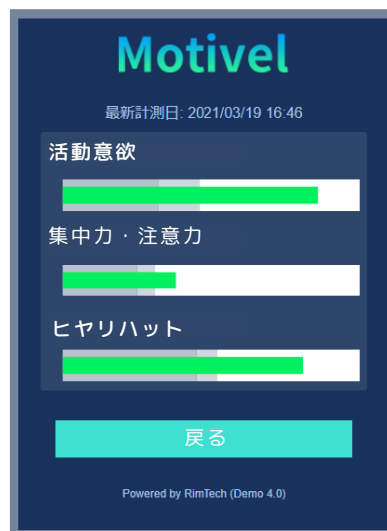 Motivel
最新計測日: 2021/03/19 16:46
活動意欲
集中力・注意力
ヒヤリハット
戻る
Powered by RimTech (Demo 4.0)